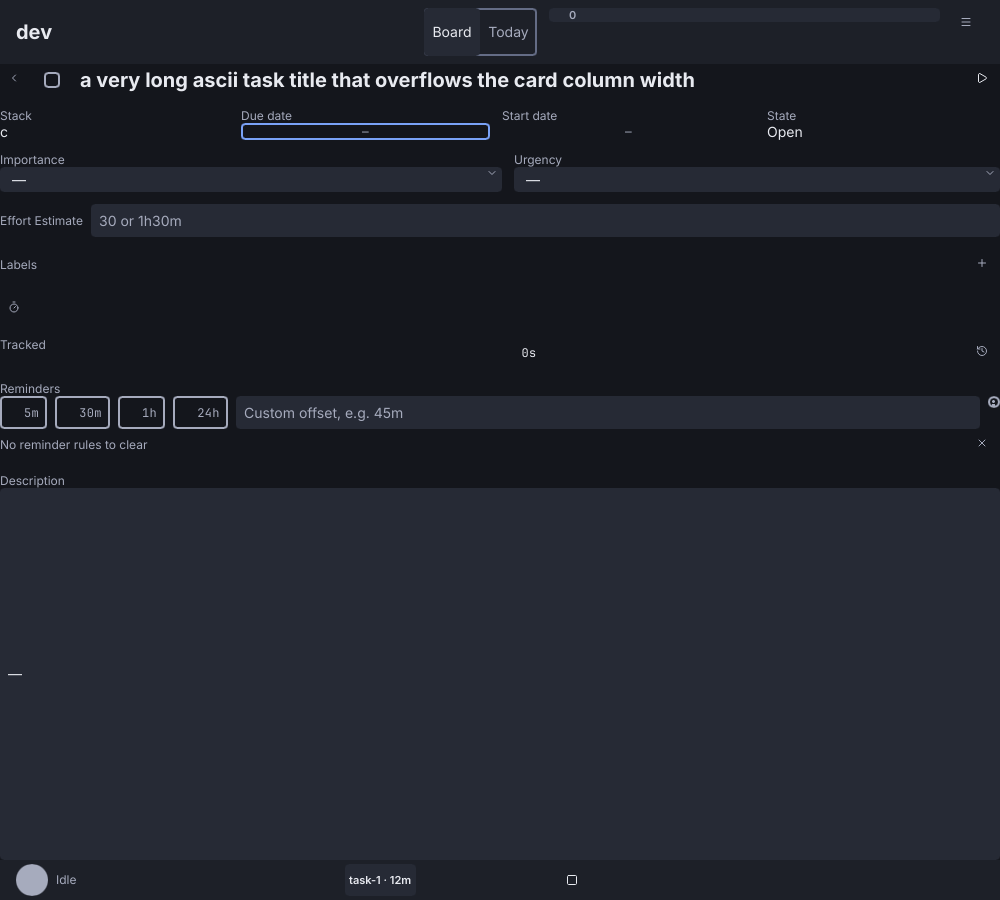 dev
Board Today
0
a very long ascii task title that overflows the card column width
Stack Due date Start date State
c – – Open
Importance Urgency
— —
Effort Estimate 30 or 1h30m
Labels
Tracked
0s
Reminders
5m 30m 1h 24h Custom offset, e.g. 45m
No reminder rules to clear
Description
—
Idle task-1 · 12m